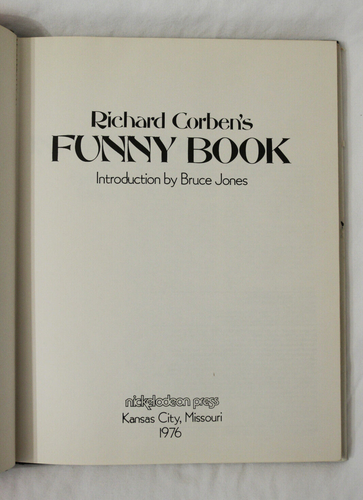 Richard Corben's
FUNNY BOOK
Introduction by Bruce Jones
nickelodeon press
Kansas City, Missouri
1976